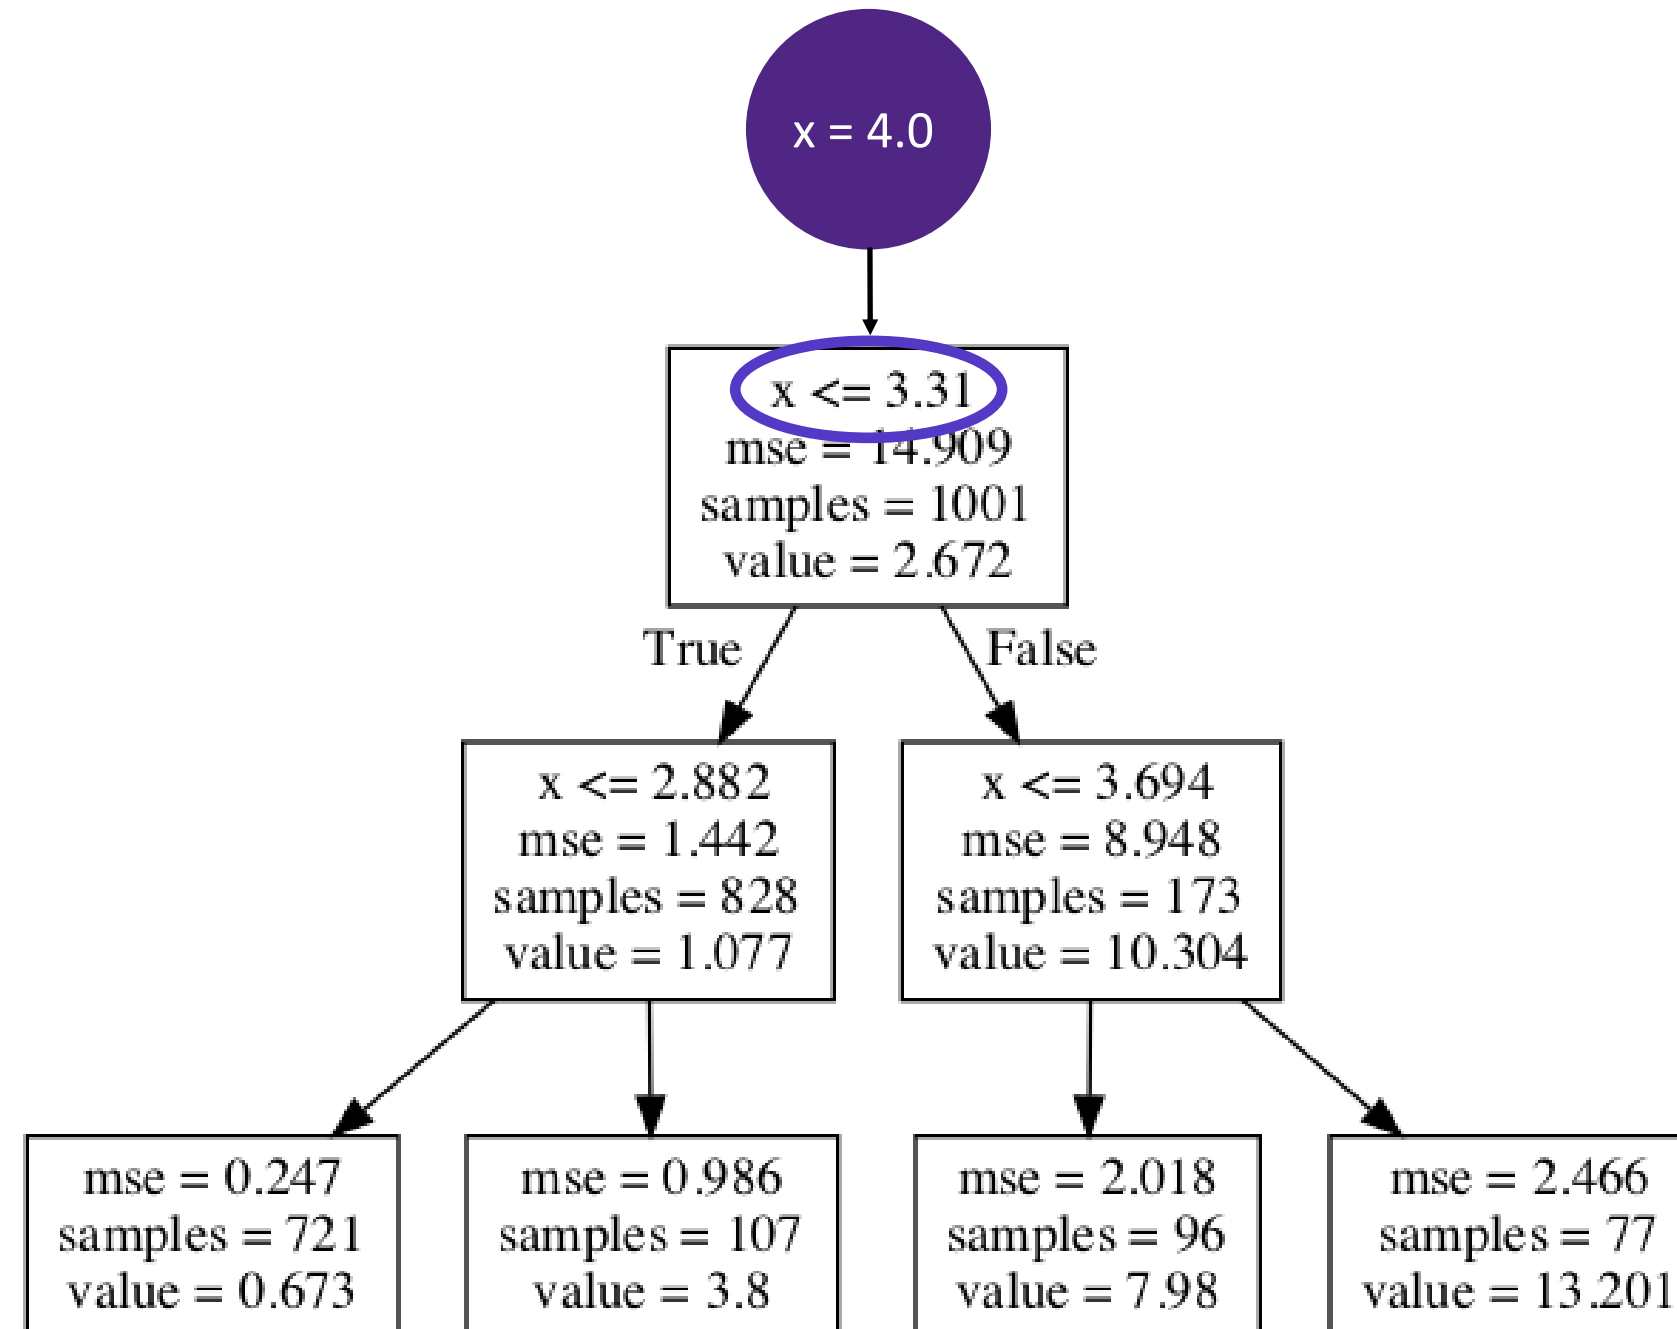 x = 4.0
x <= 3.31
mse = 14.909
samples = 1001
value = 2.672
True
False
x <= 2.882
mse = 1.442
samples = 828
value = 1.077
x <= 3.694
mse = 8.948
samples = 173
value = 10.304
mse = 0.247
samples = 721
value = 0.673
mse = 0.986
samples = 107
value = 3.8
mse = 2.018
samples = 96
value = 7.98
mse = 2.466
samples = 77
value = 13.201